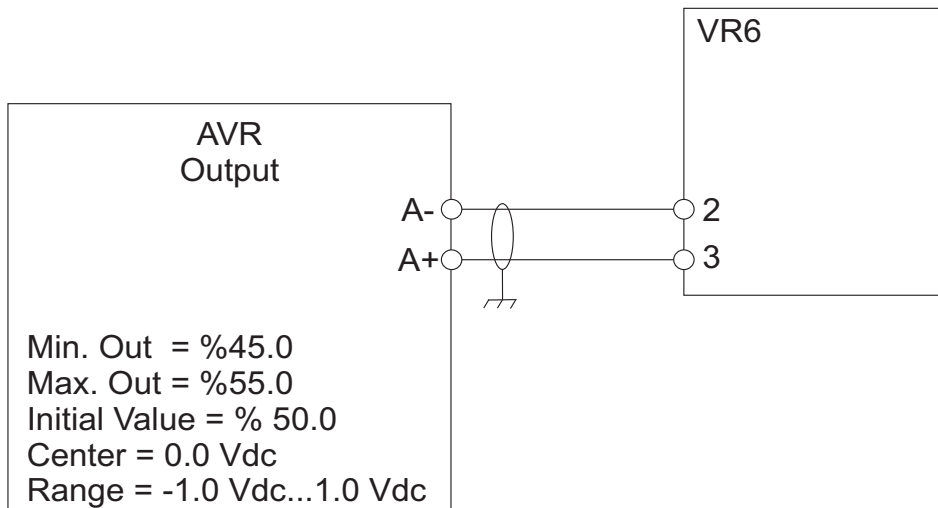 VR6
AVR
Output
A-
2
A+
3
Min. Out = %45.0
Max. Out = %55.0
Initial Value = % 50.0
Center = 0.0 Vdc
Range = -1.0 Vdc...1.0 Vdc